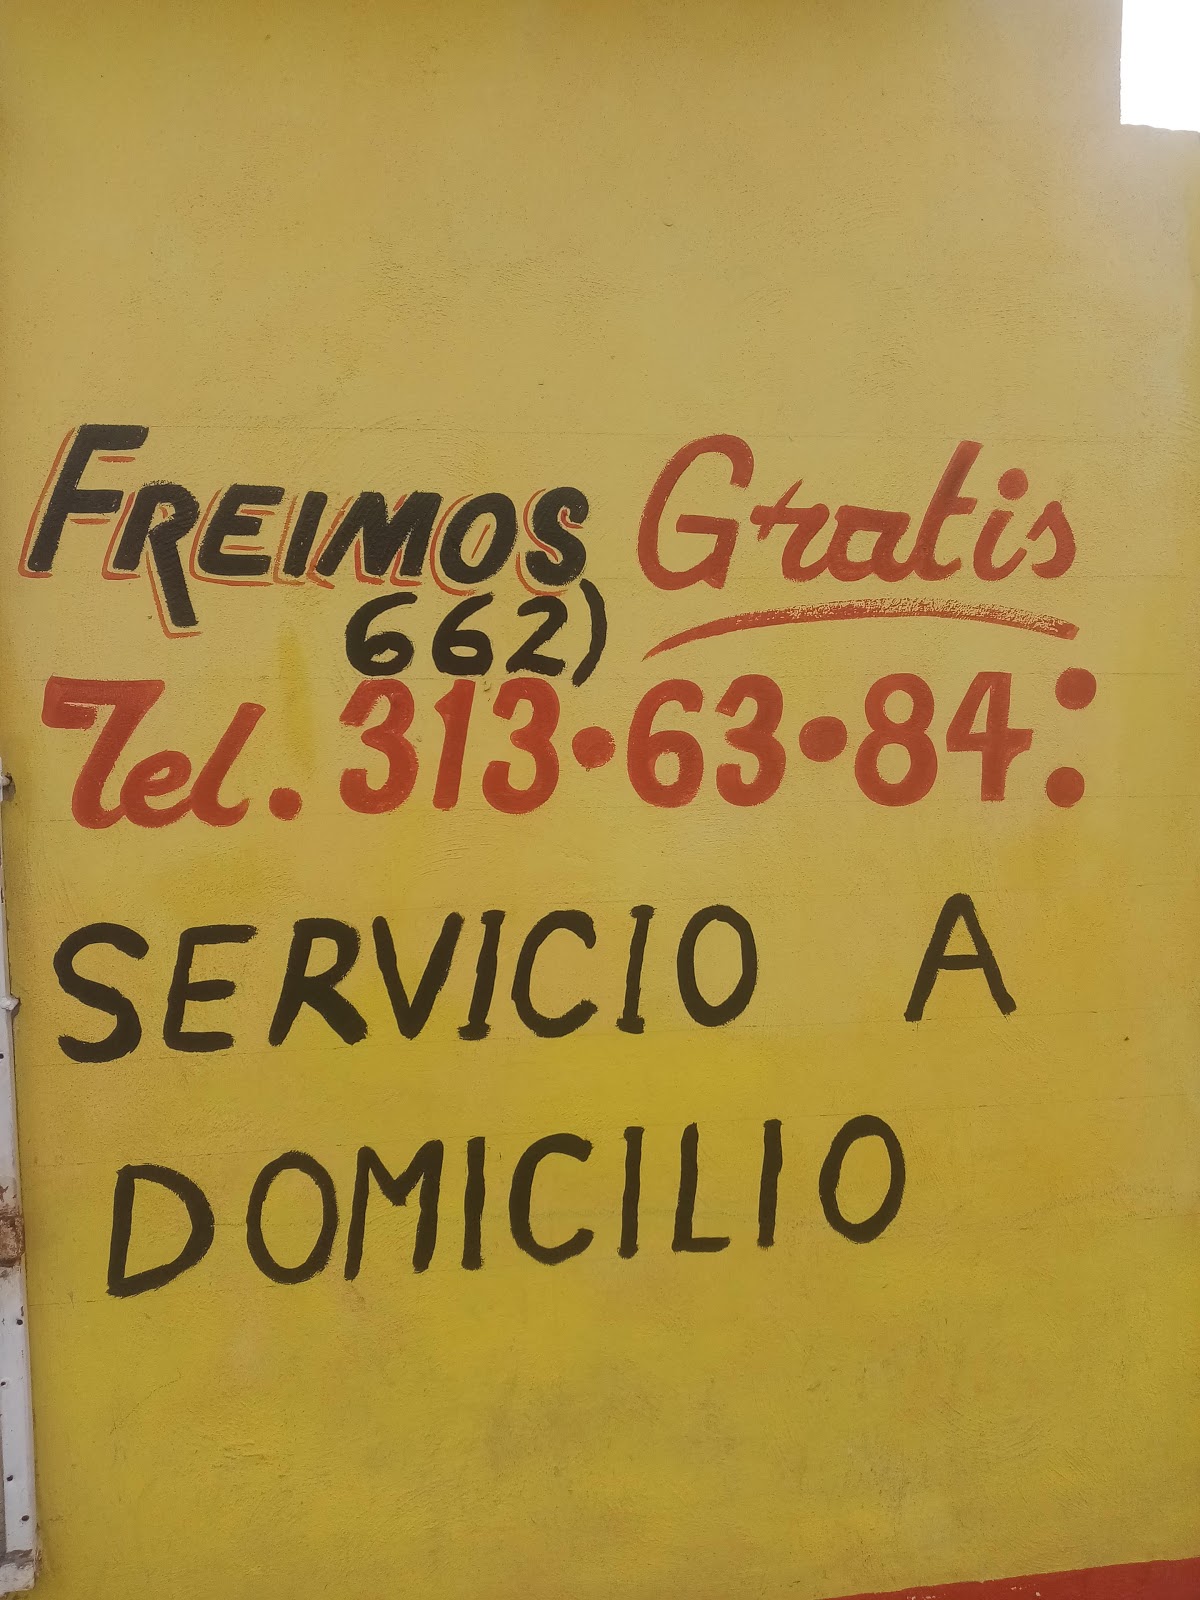 FREIMOS Gratis
662)
Tel. 313·63·84:
SERVICIO A
DOMICILIO